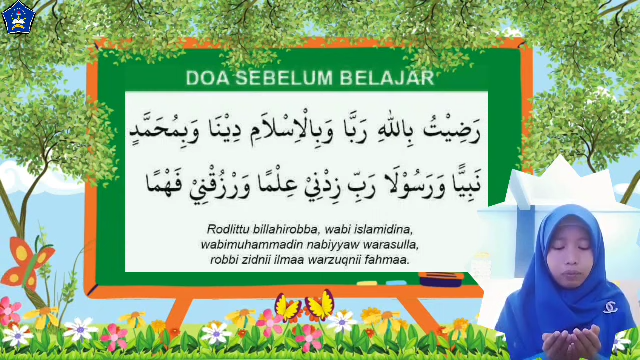 DOA SEBELUM BELAJAR
رَضِيْتُ بِاللهِ رَبًّا وَبِالْاِسْلَامِ دِيْنَا وَبِمُحَمَّدٍ
نَبِيًّا وَرَسُوْلَا رَبِّ زِدْنِيْ عِلْمًا وَرْزُقْنِيْ فَهْمًا
Rodlittu billahirobba, wabi islamidina,
wabimuhammadin nabiyyaw warasulla,
robbi zidnii ilmaa warzuqnii fahmaa.